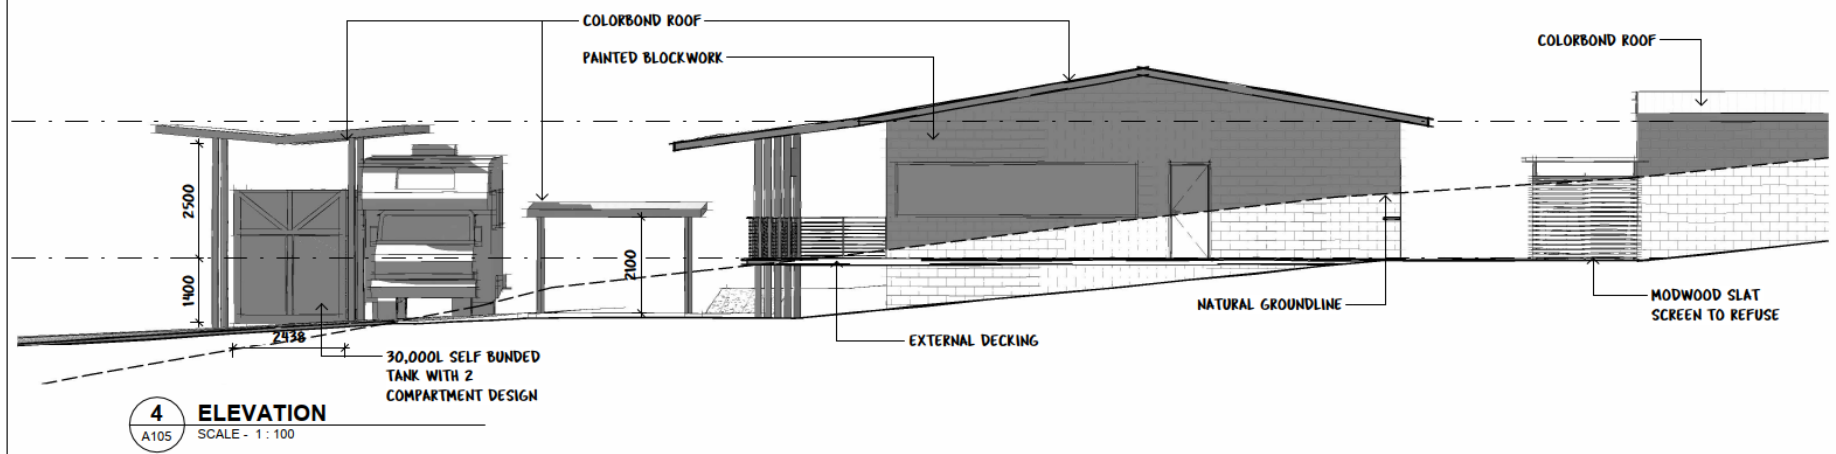 COLORBOND ROOF
PAINTED BLOCKWORK
COLORBOND ROOF
2500
1400
2100
2438
NATURAL GROUNDLINE
MODWOOD SLAT
SCREEN TO REFUSE
EXTERNAL DECKING
30,000L SELF BUNDED
TANK WITH 2
COMPARTMENT DESIGN
4
A105
ELEVATION
SCALE - 1 : 100